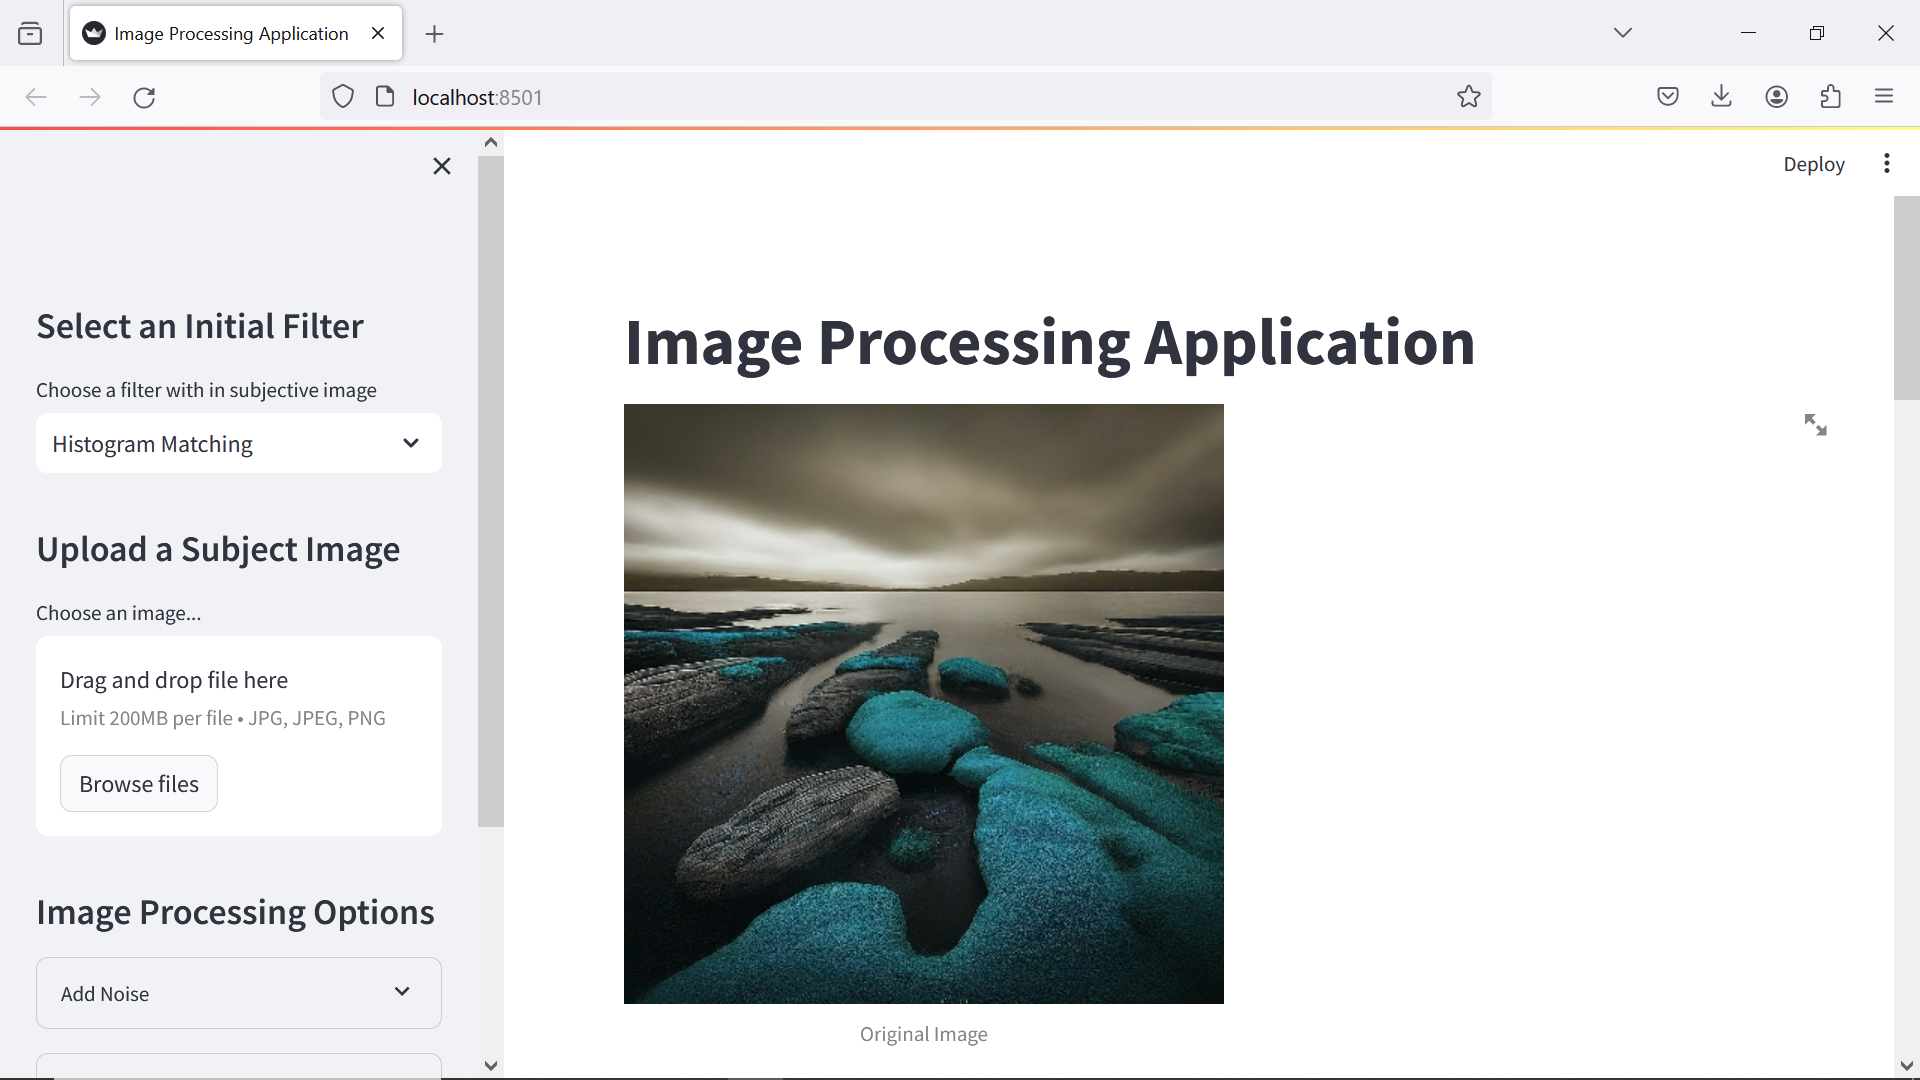 Image Processing Application
localhost:8501
Deploy
Select an Initial Filter
Choose a filter with in subjective image
Histogram Matching
Upload a Subject Image
Choose an image...
Drag and drop file here
Limit 200MB per file • JPG, JPEG, PNG
Browse files
Image Processing Options
Add Noise
Image Processing Application
Original Image